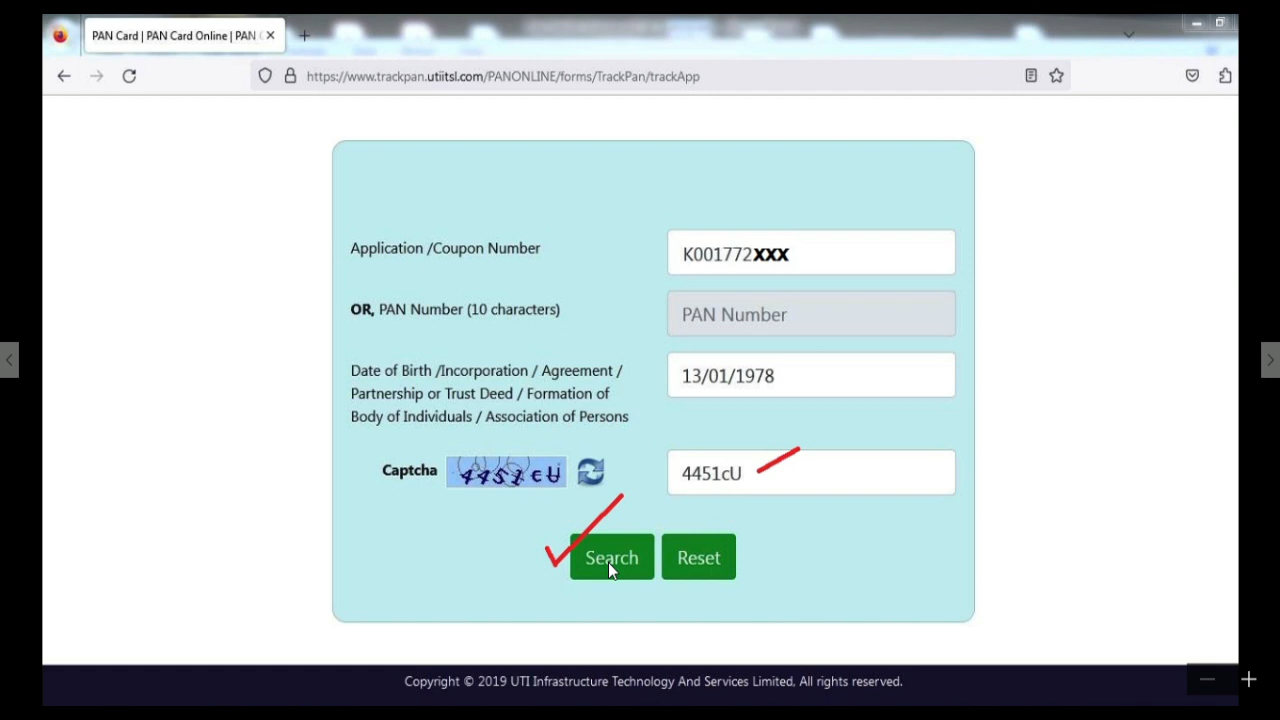 PAN Card | PAN Card Online | PAN C
https://www.trackpan.utiitsl.com/PANONLINE/forms/TrackPan/trackApp
Application /Coupon Number
K001772XXX
OR, PAN Number (10 characters)
PAN Number
Date of Birth /Incorporation / Agreement /
Partnership or Trust Deed / Formation of
Body of Individuals / Association of Persons
13/01/1978
Captcha
4451cU
4451cU
Search
Reset
Copyright © 2019 UTI Infrastructure Technology And Services Limited, All rights reserved.